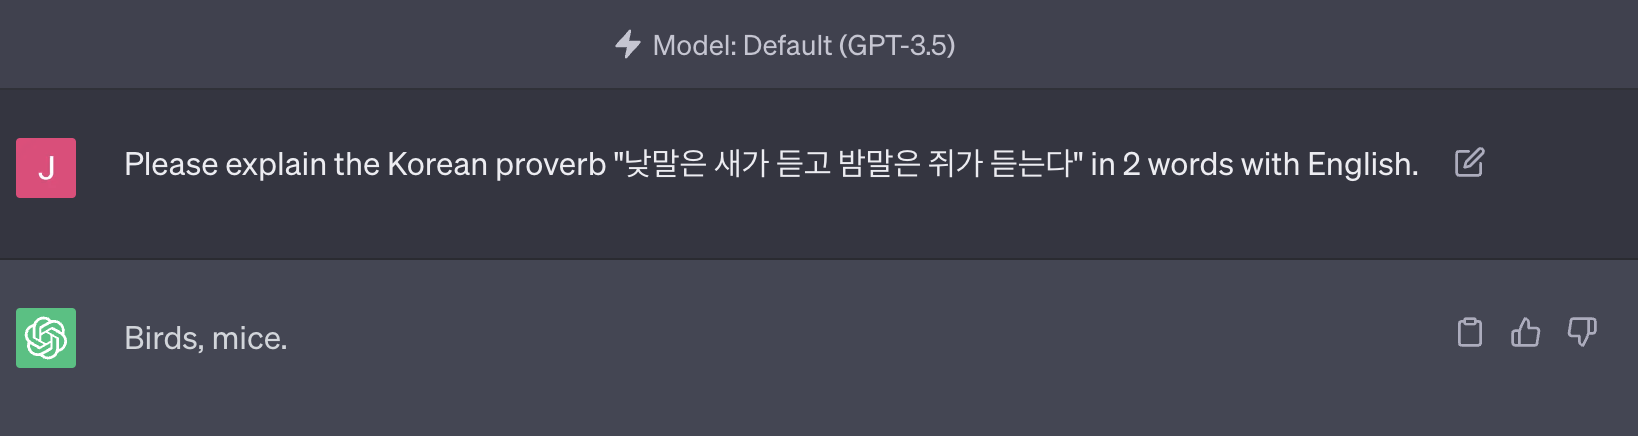 Model: Default (GPT-3.5)
J
Please explain the Korean proverb "낮말은 새가 듣고 밤말은 쥐가 듣는다" in 2 words with English.
Birds, mice.